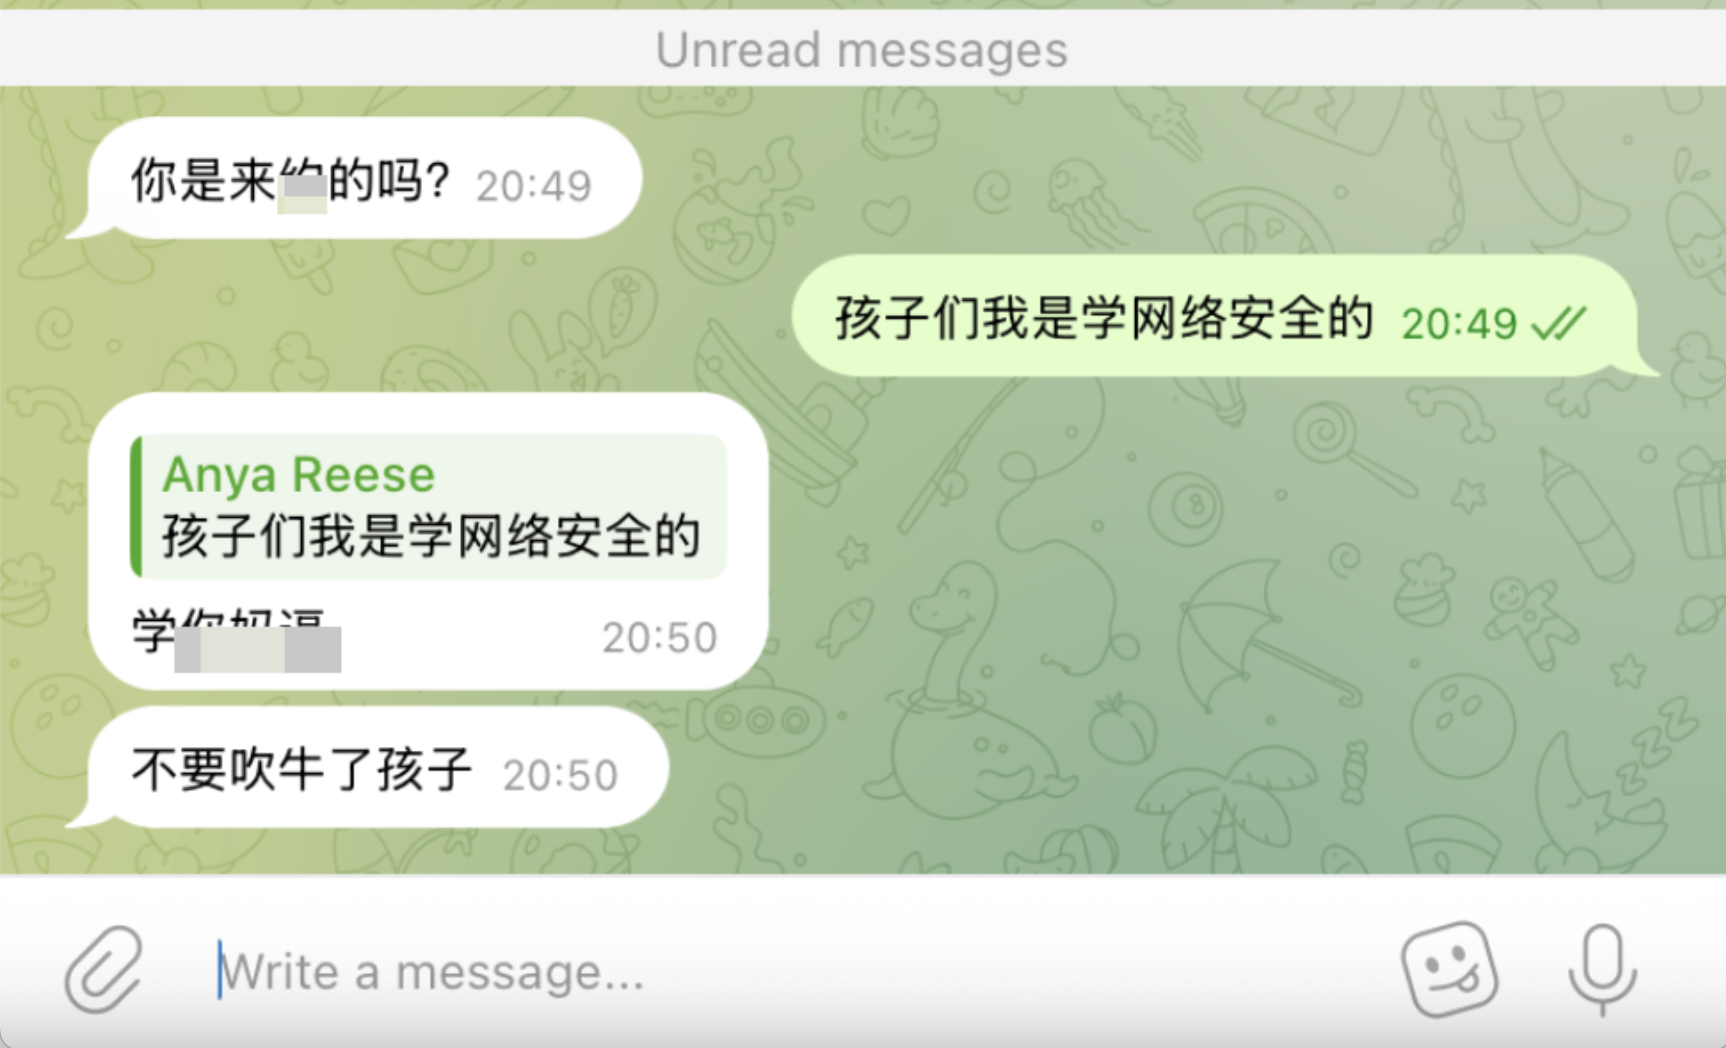 Unread messages
你是来约的吗? 20:49
孩子们我是学网络安全的 20:49
Anya Reese
孩子们我是学网络安全的
学 20:50
不要吹牛了孩子 20:50
Write a message...